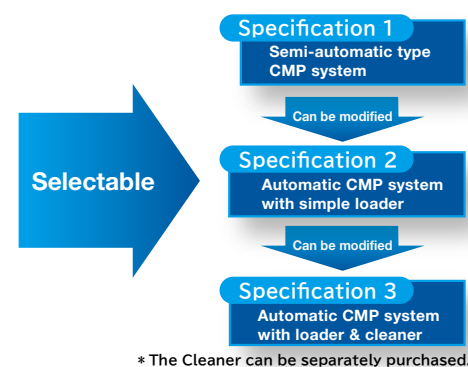 Specification 1
Semi-automatic type
CMP system
Can be modified
Selectable
Specification 2
Automatic CMP system
with simple loader
Can be modified
Specification 3
Automatic CMP system
with loader & cleaner
* The Cleaner can be separately purchased.